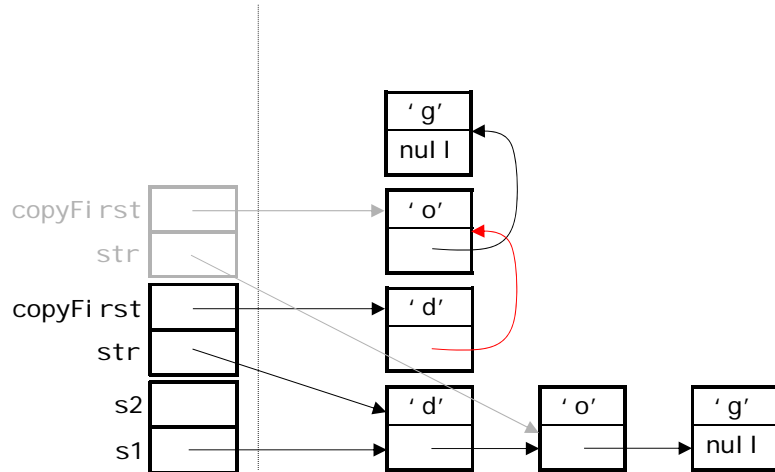 'g'
null
copyFirst
'o'
str
copyFirst
'd'
str
s2
'd'
'o'
'g'
s1
null